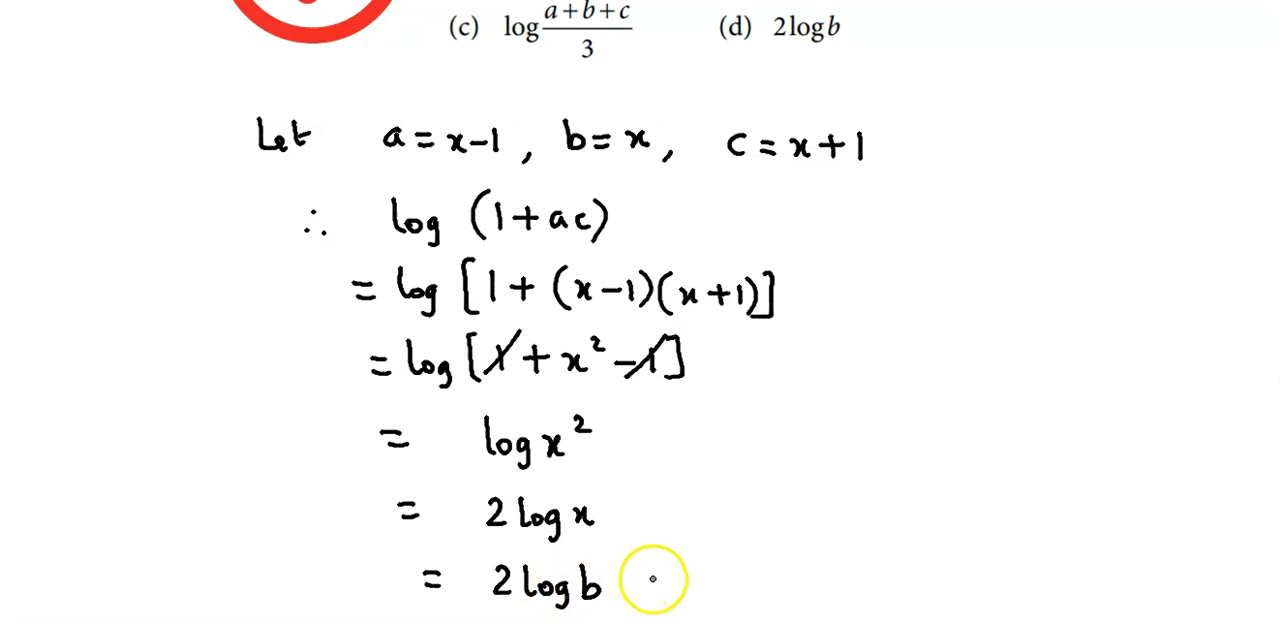 (c) log a+b+c/3 (d) 2logb
Let a=x-1, b=x, c=x+1
∴ log (1+ac)
= log [1+(x-1)(x+1)]
= log [1+x²-1]
= log x²
= 2 log x
= 2 log b